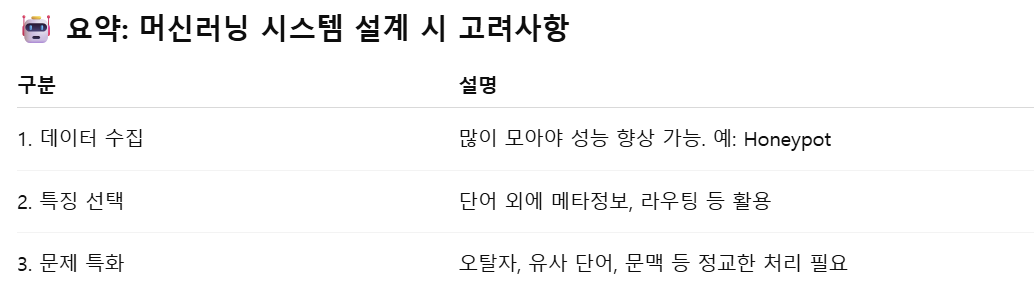 🤖 요약: 머신러닝 시스템 설계 시 고려사항
구분 설명
1. 데이터 수집 많이 모아야 성능 향상 가능. 예: Honeypot
2. 특징 선택 단어 외에 메타정보, 라우팅 등 활용
3. 문제 특화 오탈자, 유사 단어, 문맥 등 정교한 처리 필요